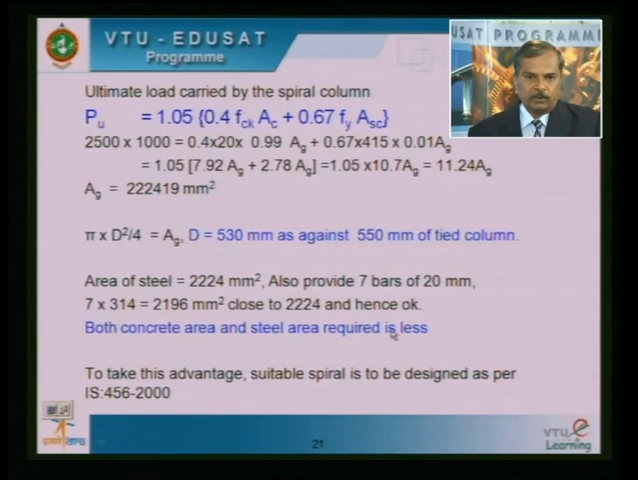 VTU - EDUSAT
Programme
USAT PROGRAMME
Ultimate load carried by the spiral column
Pu = 1.05 {0.4 fck Ac + 0.67 fy Asc}
2500 x 1000 = 0.4x20x 0.99 Ag + 0.67x415 x 0.01Ag
= 1.05 [7.92 Ag + 2.78 Ag] =1.05 x10.7Ag = 11.24Ag
Ag = 222419 mm²
π x D²/4 = Ag, D = 530 mm as against 550 mm of tied column.
Area of steel = 2224 mm², Also provide 7 bars of 20 mm,
7 x 314 = 2196 mm² close to 2224 and hence ok.
Both concrete area and steel area required is less
To take this advantage, suitable spiral is to be designed as per
IS:456-2000
21
VTU e
Learning